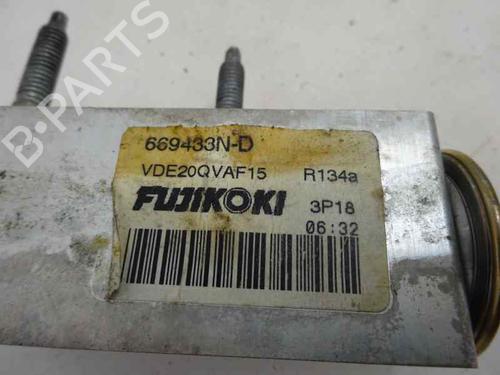 669433N-D
VDE20QVAF15 R134a
FUJIKOKI 3P18
06:32
B-PARTS